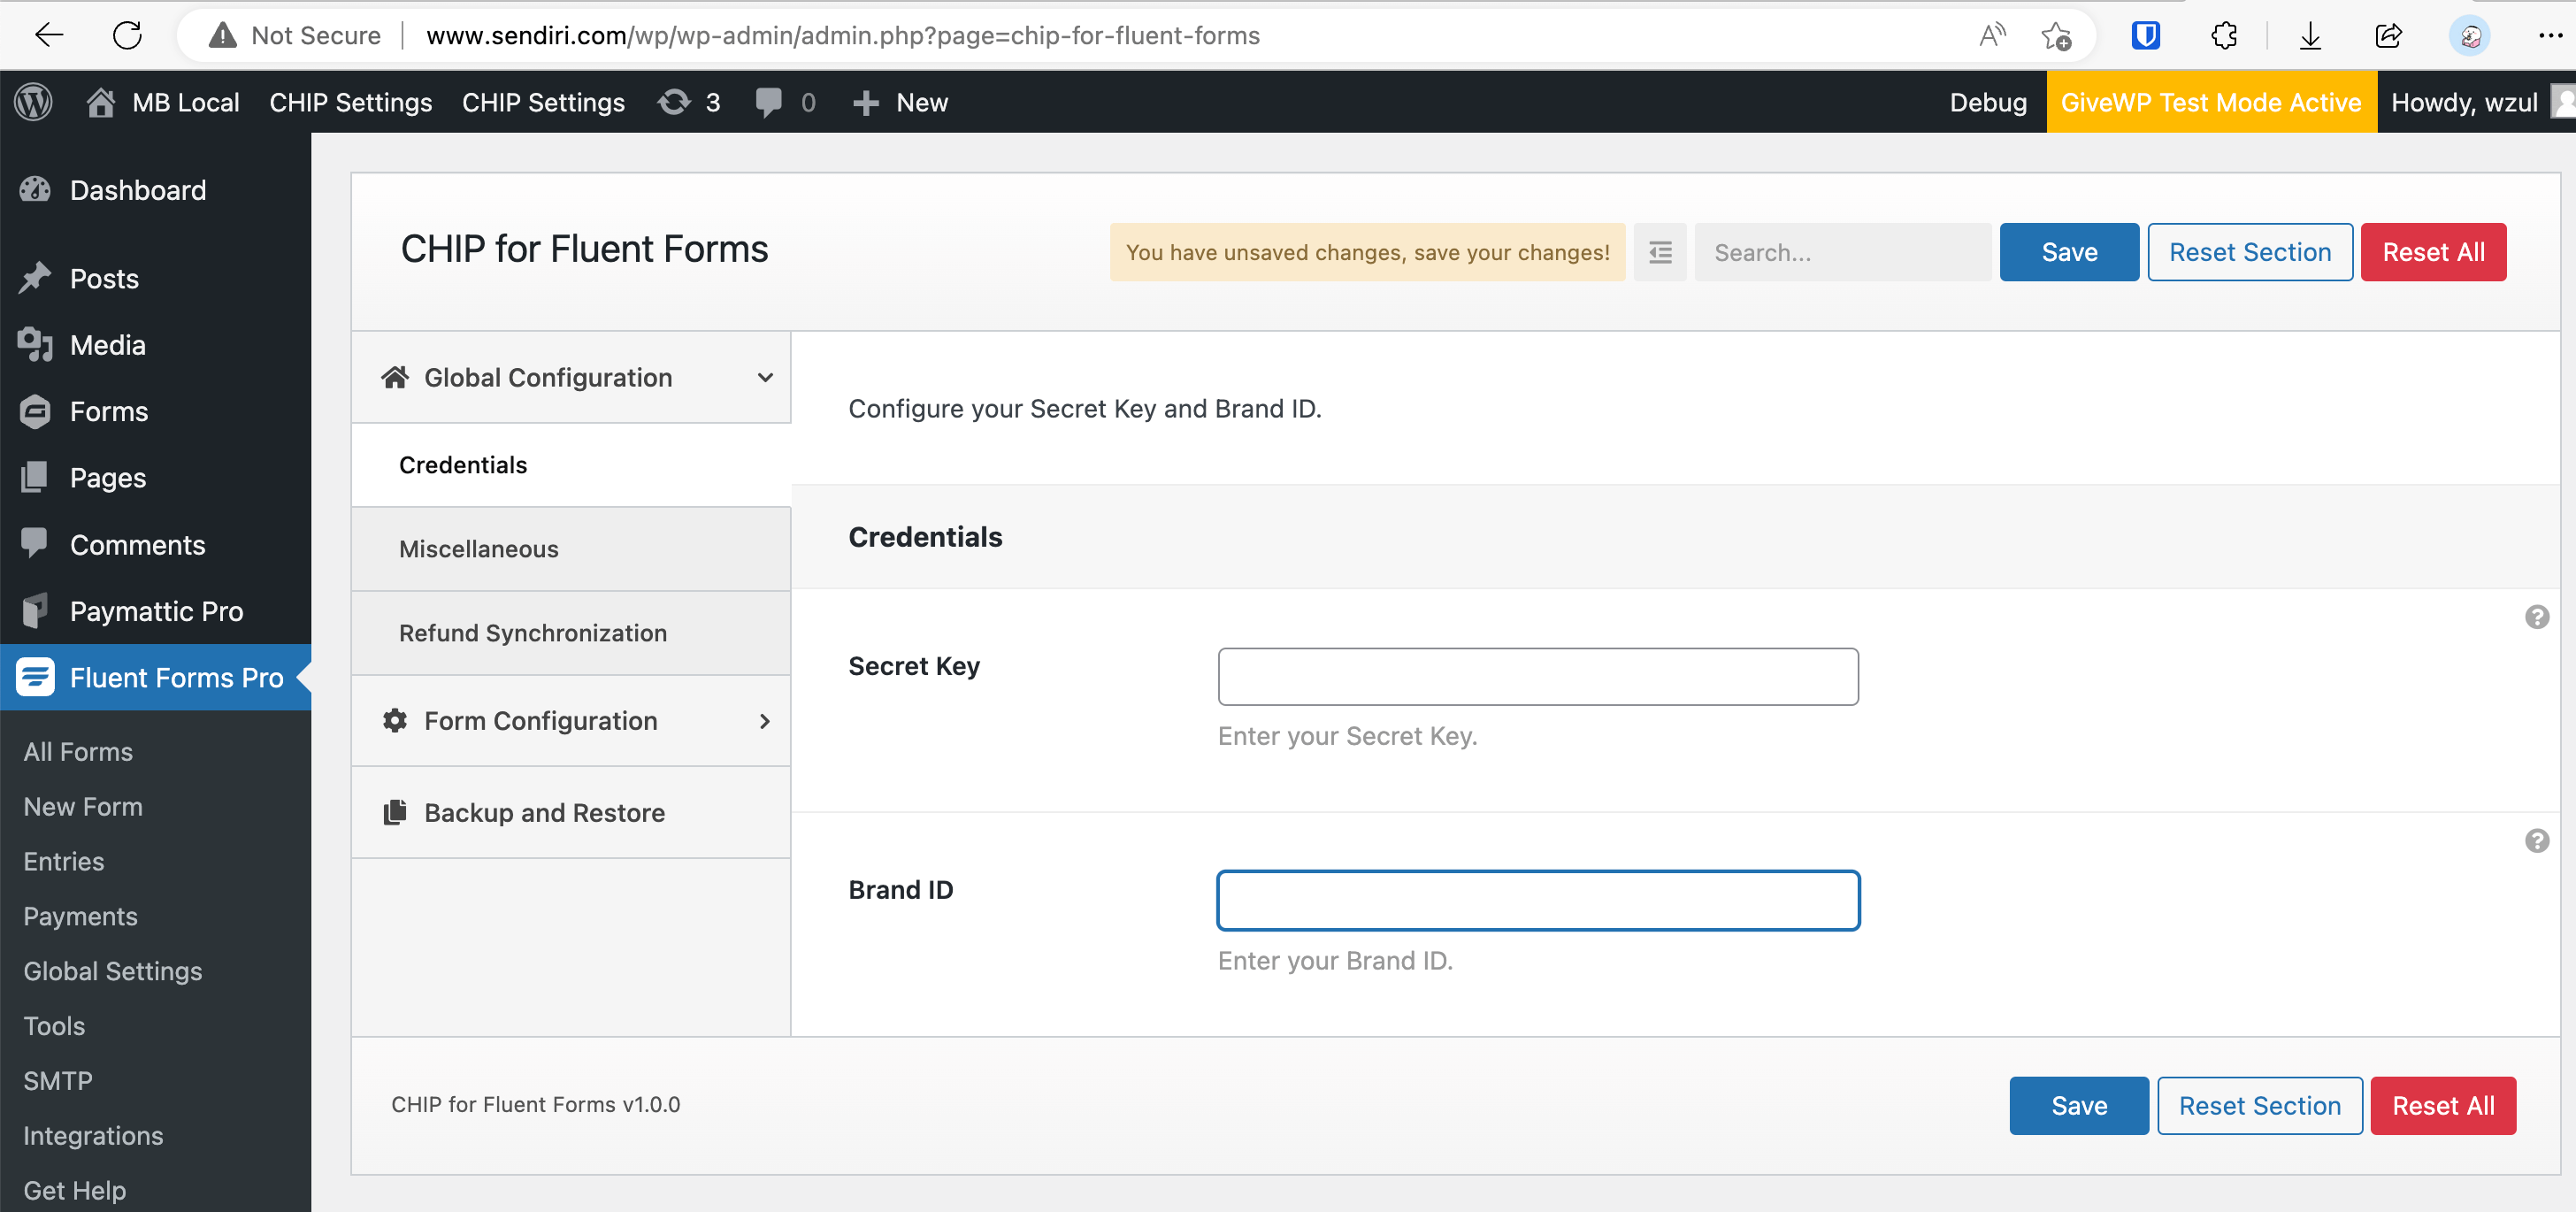 Not Secure www.sendiri.com/wp/wp-admin/admin.php?page=chip-for-fluent-forms
MB Local CHIP Settings CHIP Settings 3 0 New Debug GiveWP Test Mode Active Howdy, wzul
Dashboard
Posts
Media
Forms
Pages
Comments
Paymattic Pro
Fluent Forms Pro
All Forms
New Form
Entries
Payments
Global Settings
Tools
SMTP
Integrations
Get Help
CHIP for Fluent Forms
You have unsaved changes, save your changes! Search... Save Reset Section Reset All
Global Configuration
Credentials
Miscellaneous
Refund Synchronization
Form Configuration
Backup and Restore
Configure your Secret Key and Brand ID.
Credentials
Secret Key
Enter your Secret Key.
Brand ID
Enter your Brand ID.
CHIP for Fluent Forms v1.0.0
Save Reset Section Reset All